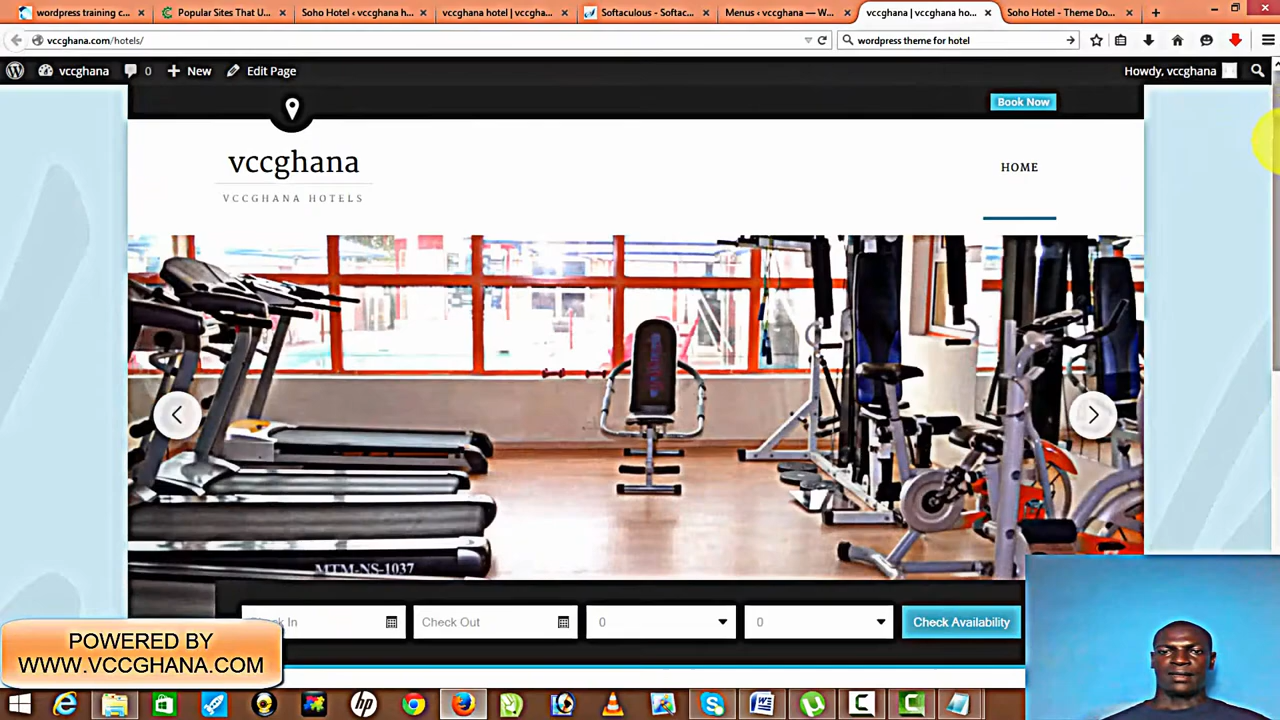 wordpress training c...
Popular Sites That U...
Soho Hotel ‹ vccghana h...
vccghana hotel | vccgha...
Softaculous - Softac...
Menus ‹ vccghana — W...
vccghana | vccghana ho...
Soho Hotel - Theme Do...
vccghana.com/hotels/
wordpress theme for hotel
vccghana
0
New
Edit Page
Howdy, vccghana
Book Now
vccghana
VCCGHANA HOTELS
HOME
MTM-NS-1037
Check In
Check Out
0
0
Check Availability
POWERED BY
WWW.VCCGHANA.COM